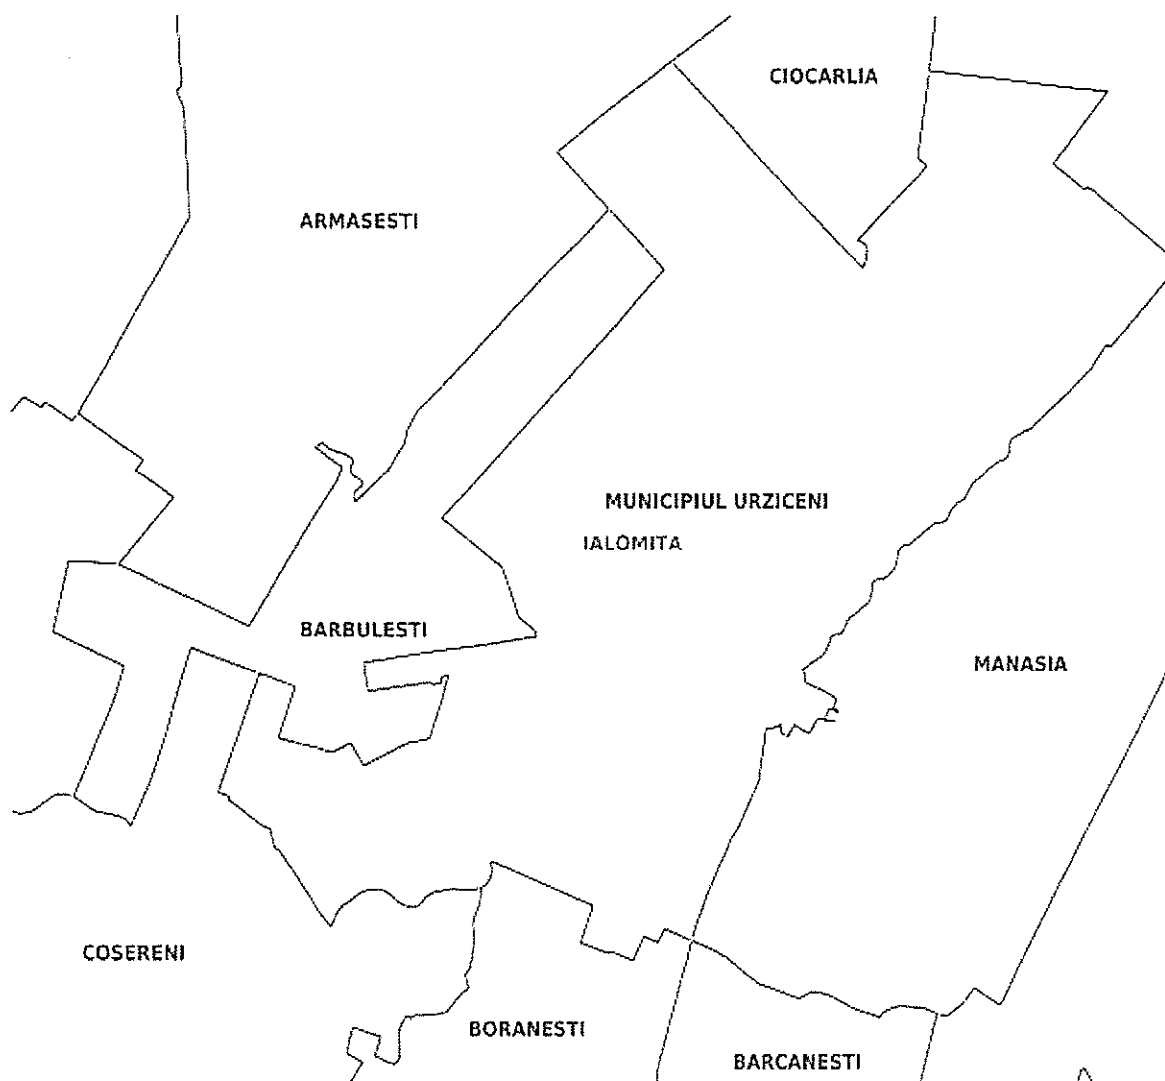 CIOCARLIA
ARMASESTI
MUNICIPIUL URZICENI
IALOMITA
BARBULESTI
MANASIA
COSERENI
BORANESTI
BARCANESTI